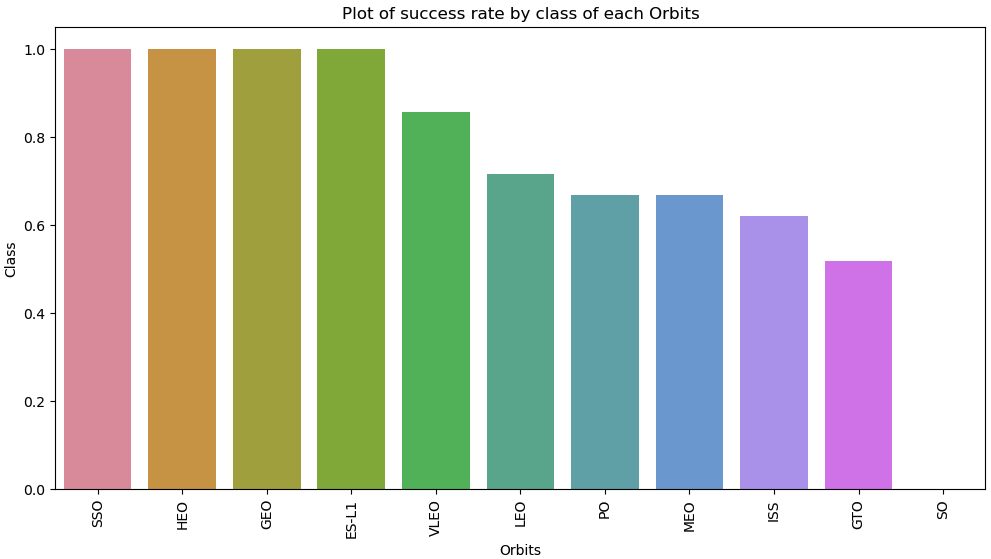 Plot of success rate by class of each Orbits
1.0
0.8
0.6
0.4
0.2
0.0
Class
SSO
HEO
GEO
ES-L1
VLEO
LEO
PO
MEO
ISS
GTO
SO
Orbits